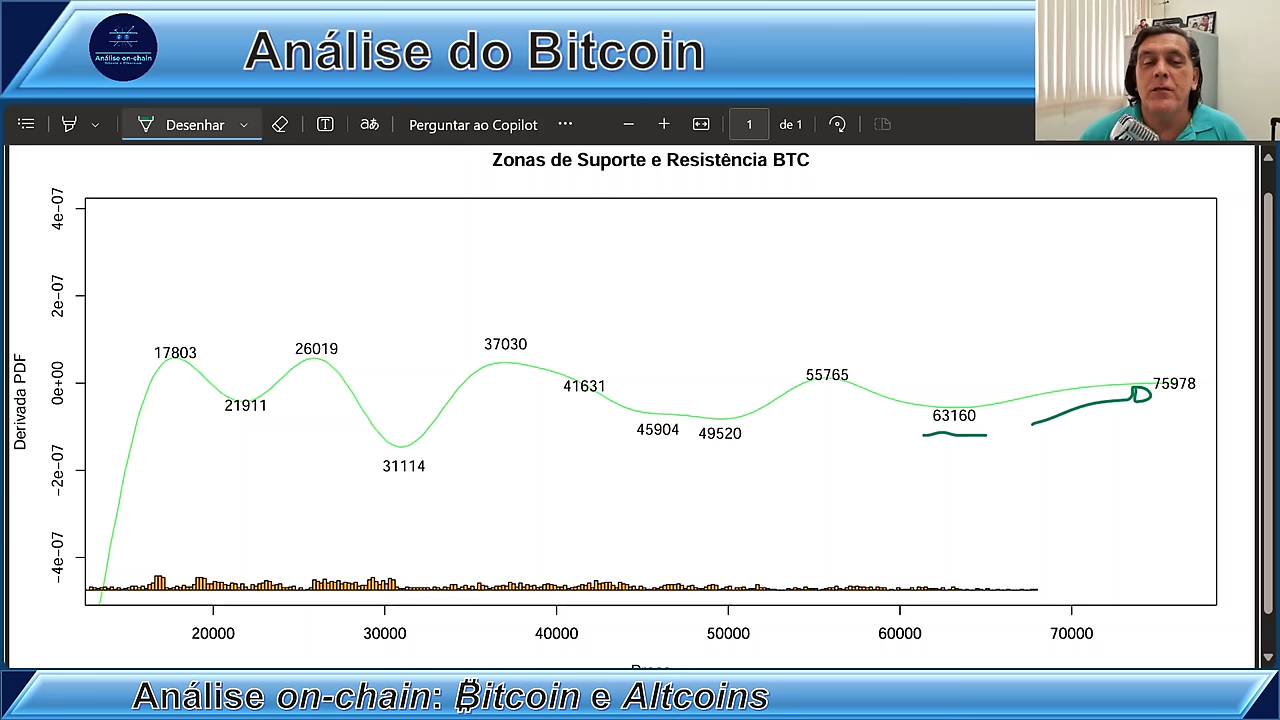 Análise do Bitcoin
Análise on-chain
Desenhar
Perguntar ao Copilot
1
de 1
Zonas de Suporte e Resistência BTC
Derivada PDF
4e-07
2e-07
0e+00
-2e-07
-4e-07
17803
26019
37030
21911
41631
55765
75978
31114
45904
49520
63160
20000
30000
40000
50000
60000
70000
Análise on-chain: ₿itcoin e Altcoins